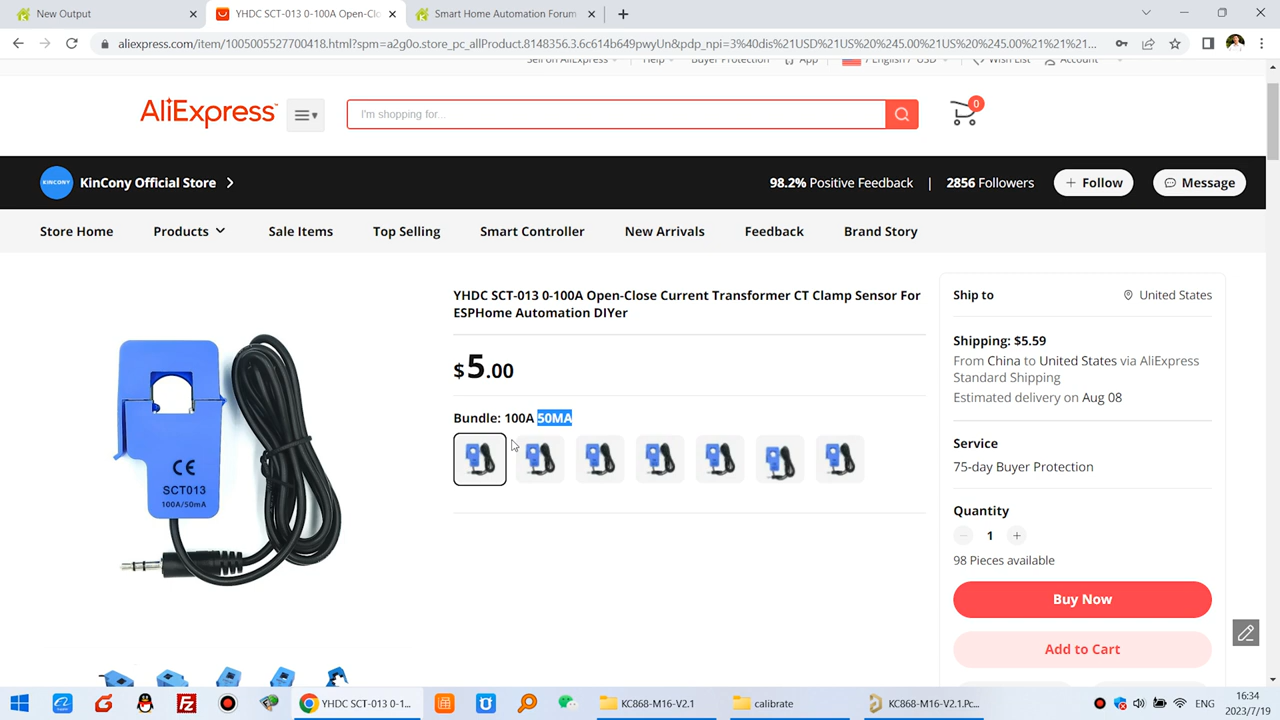 New Output
YHDC SCT-013 0-100A Open-Clo
Smart Home Automation Forum
aliexpress.com/item/1005005527700418.html?spm=a2g0o.store_pc_allProduct.8148356.3.6c614b649pwyUn&pdp_npi=3%40dis%21USD%21US%20%245.00%21US%20%245.00%21%21%21...
Sell on AliExpress
Help
Buyer Protection
App
/ English / USD
Wish List
Account
AliExpress
I'm shopping for...
0
KINCONY
KinCony Official Store
98.2% Positive Feedback | 2856 Followers
+ Follow
Message
Store Home
Products
Sale Items
Top Selling
Smart Controller
New Arrivals
Feedback
Brand Story
YHDC SCT-013 0-100A Open-Close Current Transformer CT Clamp Sensor For
ESPHome Automation DIYer
$5.00
Bundle: 100A 50MA
CE
SCT013
100A/50mA
Ship to
United States
Shipping: $5.59
From China to United States via AliExpress
Standard Shipping
Estimated delivery on Aug 08
Service
75-day Buyer Protection
Quantity
1
98 Pieces available
Buy Now
Add to Cart
YHDC SCT-013 0-1...
KC868-M16-V2.1
calibrate
KC868-M16-V2.1.Pc...
ENG
16:34
2023/7/19